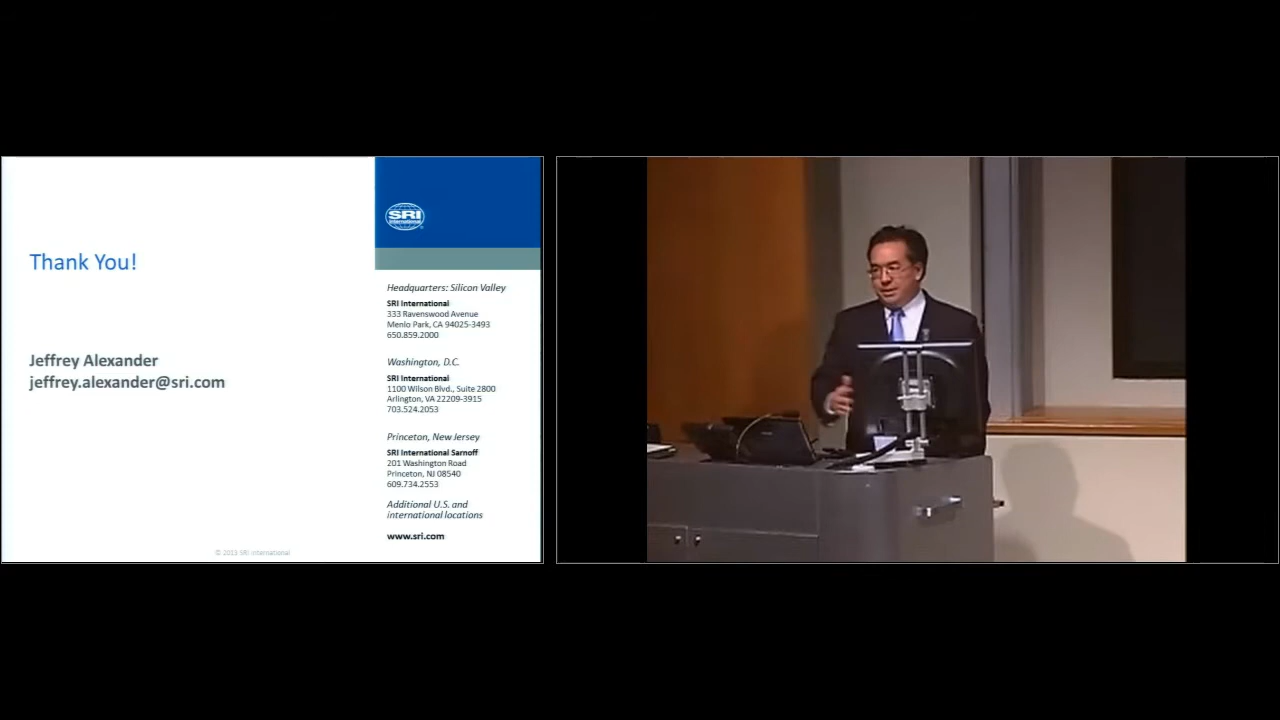 Thank You!
Jeffrey Alexander
jeffrey.alexander@sri.com
SRI
International
Headquarters: Silicon Valley
SRI International
333 Ravenswood Avenue
Menlo Park, CA 94025-3493
650.859.2000
Washington, D.C.
SRI International
1100 Wilson Blvd., Suite 2800
Arlington, VA 22209-3915
703.524.2053
Princeton, New Jersey
SRI International Sarnoff
201 Washington Road
Princeton, NJ 08540
609.734.2553
Additional U.S. and
international locations
www.sri.com
© 2013 SRI International